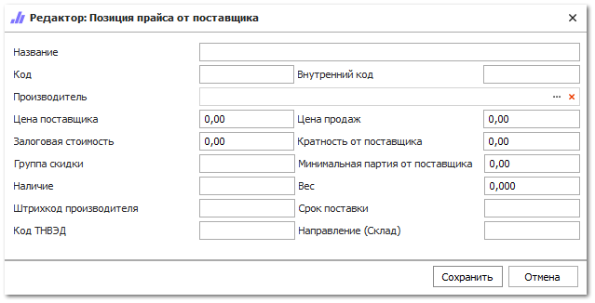 Редактор: Позиция прайса от поставщика
Название
Код Внутренний код
Производитель
Цена поставщика 0,00 Цена продаж 0,00
Залоговая стоимость 0,00 Кратность от поставщика 0,00
Группа скидки Минимальная партия от поставщика 0,00
Наличие Вес 0,000
Штрихкод производителя Срок поставки
Код ТНВЭД Направление (Склад)
Сохранить Отмена